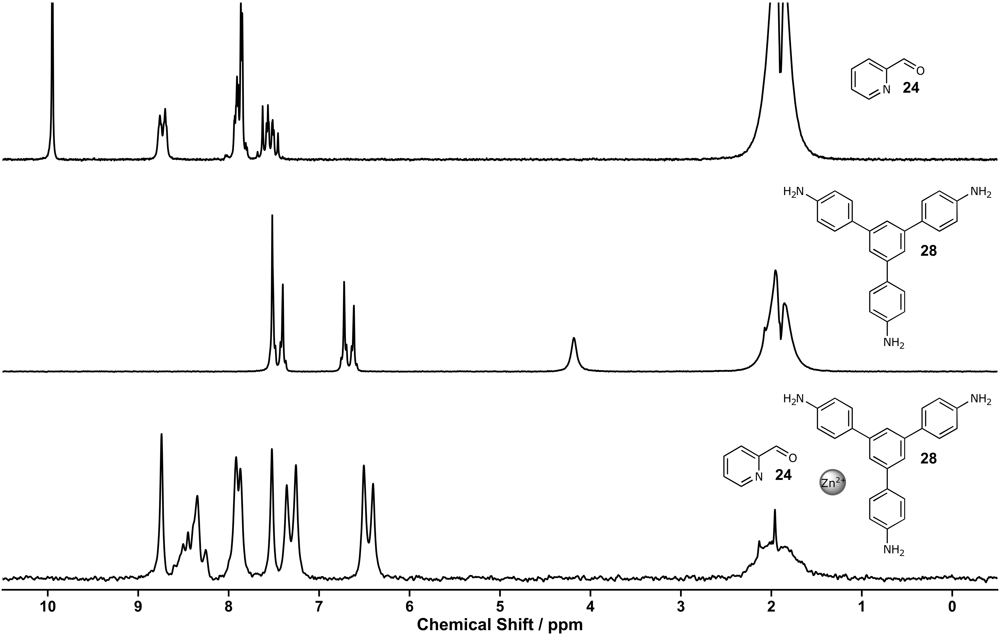 O
N
24
H₂N
NH₂
28
NH₂
H₂N
NH₂
28
O
N
24
Zn²⁺
NH₂
10 9 8 7 6 5 4 3 2 1 0
Chemical Shift / ppm